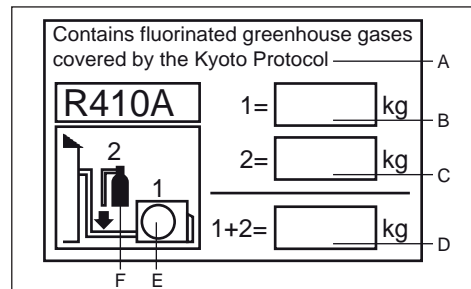 Contains fluorinated greenhouse gases
covered by the Kyoto Protocol
A
R410A
1= kg
B
2
2= kg
C
1
1+2= kg
D
F
E